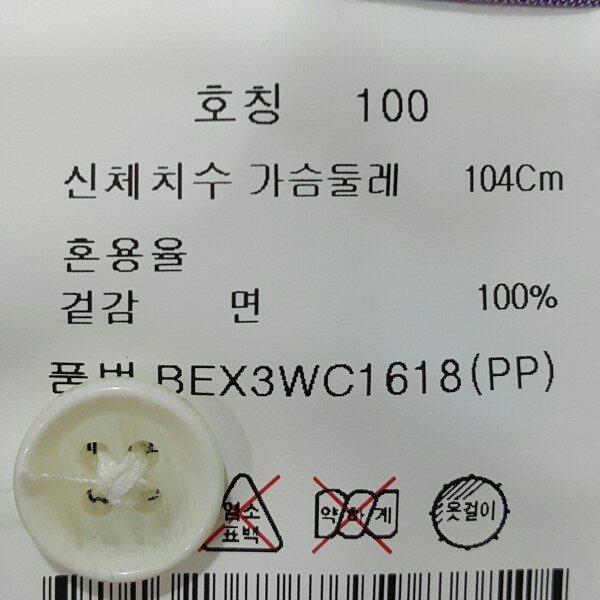 호칭 100
신체치수 가슴둘레 104Cm
혼용율
겉감 면 100%
품번 BEX3WC1618(PP)
염소 약하게 옷걸이
표백